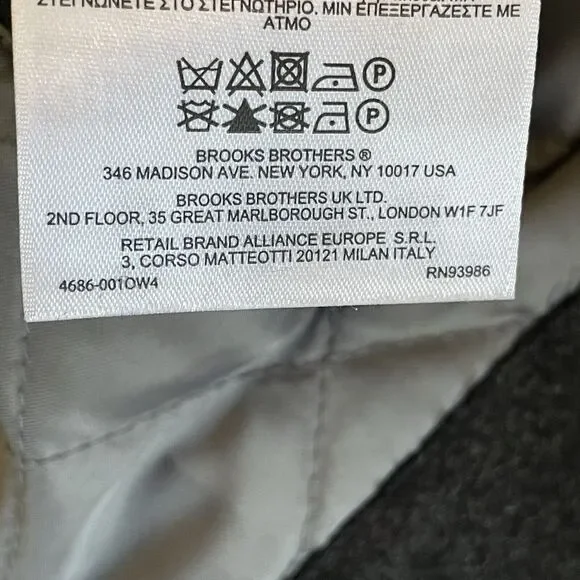 ΣΤΕΓΝΩΝΕΤΕ ΣΤΟ ΣΤΕΓΝΩΤΗΡΙΟ. ΜΙΝ ΕΠΕΞΕΡΓΑΖΕΣΤΕ ΜΕ
ΑΤΜΟ
P
P
BROOKS BROTHERS ®
346 MADISON AVE. NEW YORK, NY 10017 USA
BROOKS BROTHERS UK LTD.
2ND FLOOR, 35 GREAT MARLBOROUGH ST., LONDON W1F 7JF
RETAIL BRAND ALLIANCE EUROPE S.R.L.
3, CORSO MATTEOTTI 20121 MILAN ITALY
4686-001OW4 RN93986